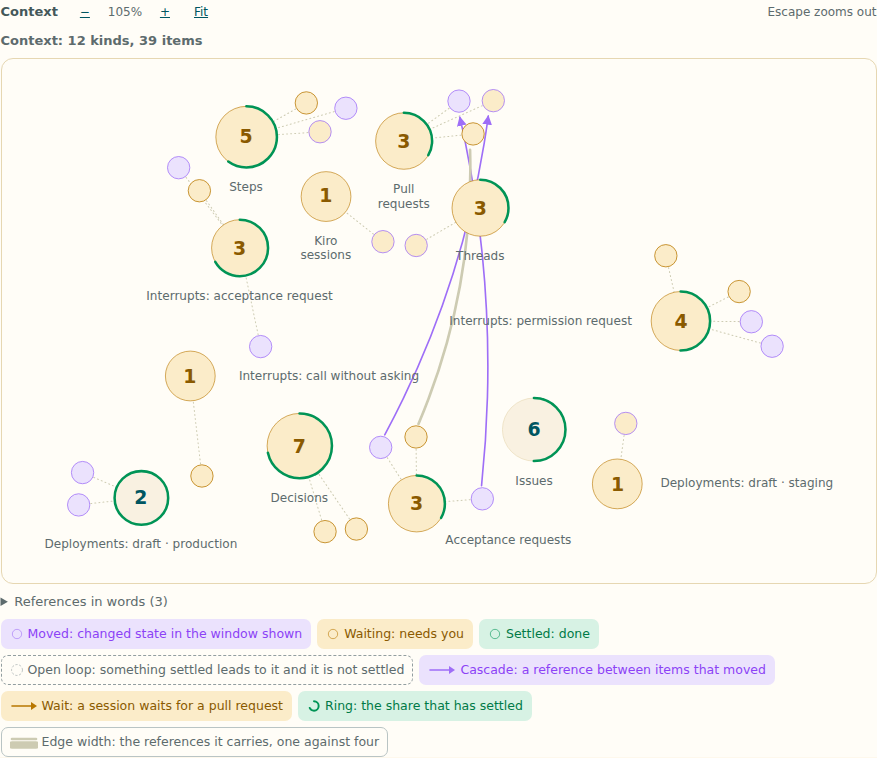 Context − 105% + Fit Escape zooms out
Context: 12 kinds, 39 items
5
Steps
3
Pull
requests
1
Kiro
sessions
3
Threads
3
Interrupts: acceptance request
Interrupts: permission request
4
1
Interrupts: call without asking
7
Decisions
6
Issues
1
Deployments: draft · staging
2
Deployments: draft · production
3
Acceptance requests
References in words (3)
Moved: changed state in the window shown Waiting: needs you Settled: done
Open loop: something settled leads to it and it is not settled Cascade: a reference between items that moved
Wait: a session waits for a pull request Ring: the share that has settled
Edge width: the references it carries, one against four